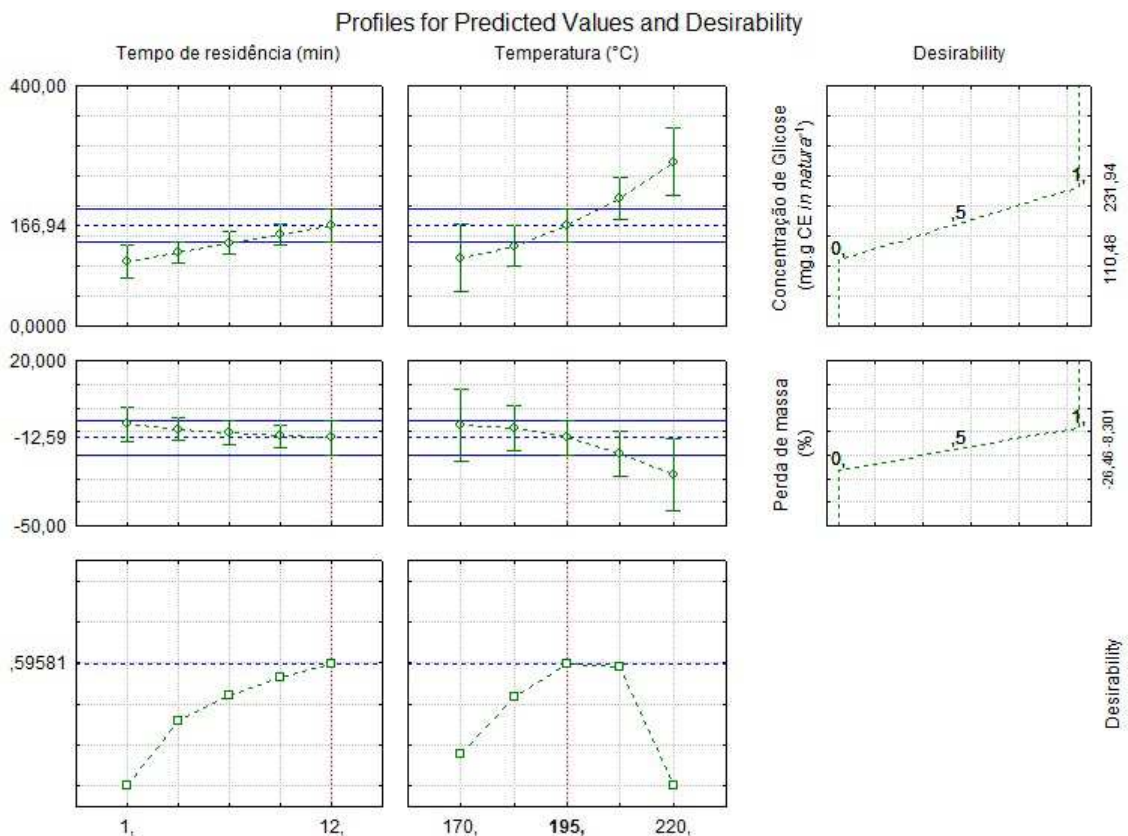 Profiles for Predicted Values and Desirability
Tempo de residência (min)
Temperatura (°C)
Desirability
400,00
166,94
0,0000
Concentração de Glicose
(mg.g CE in natura⁻¹)
0,
,5
1,
231,94
110,48
20,000
-12,59
-50,00
Perda de massa
(%)
0,
,5
1,
-8,301
-26,46
,59581
Desirability
1,
12,
170,
195,
220,